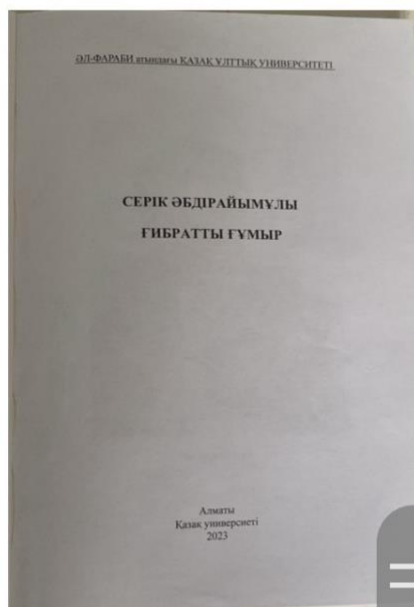 ӘЛ-ФАРАБИ атындағы ҚАЗАҚ ҰЛТТЫҚ УНИВЕРСИТЕТІ
СЕРІК ӘБДІРАЙЫМҰЛЫ
ҒИБРАТТЫ ҒҰМЫР
Алматы
Қазақ университеті
2023